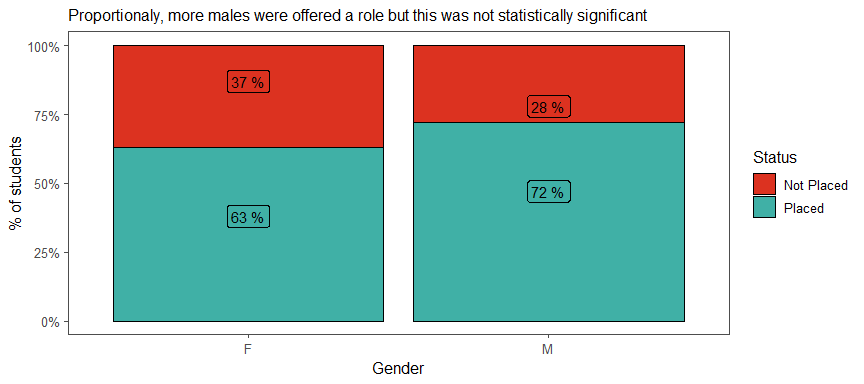 Proportionaly, more males were offered a role but this was not statistically significant
100%
75%
50%
25%
0%
% of students
37 %
63 %
28 %
72 %
F
M
Gender
Status
Not Placed
Placed